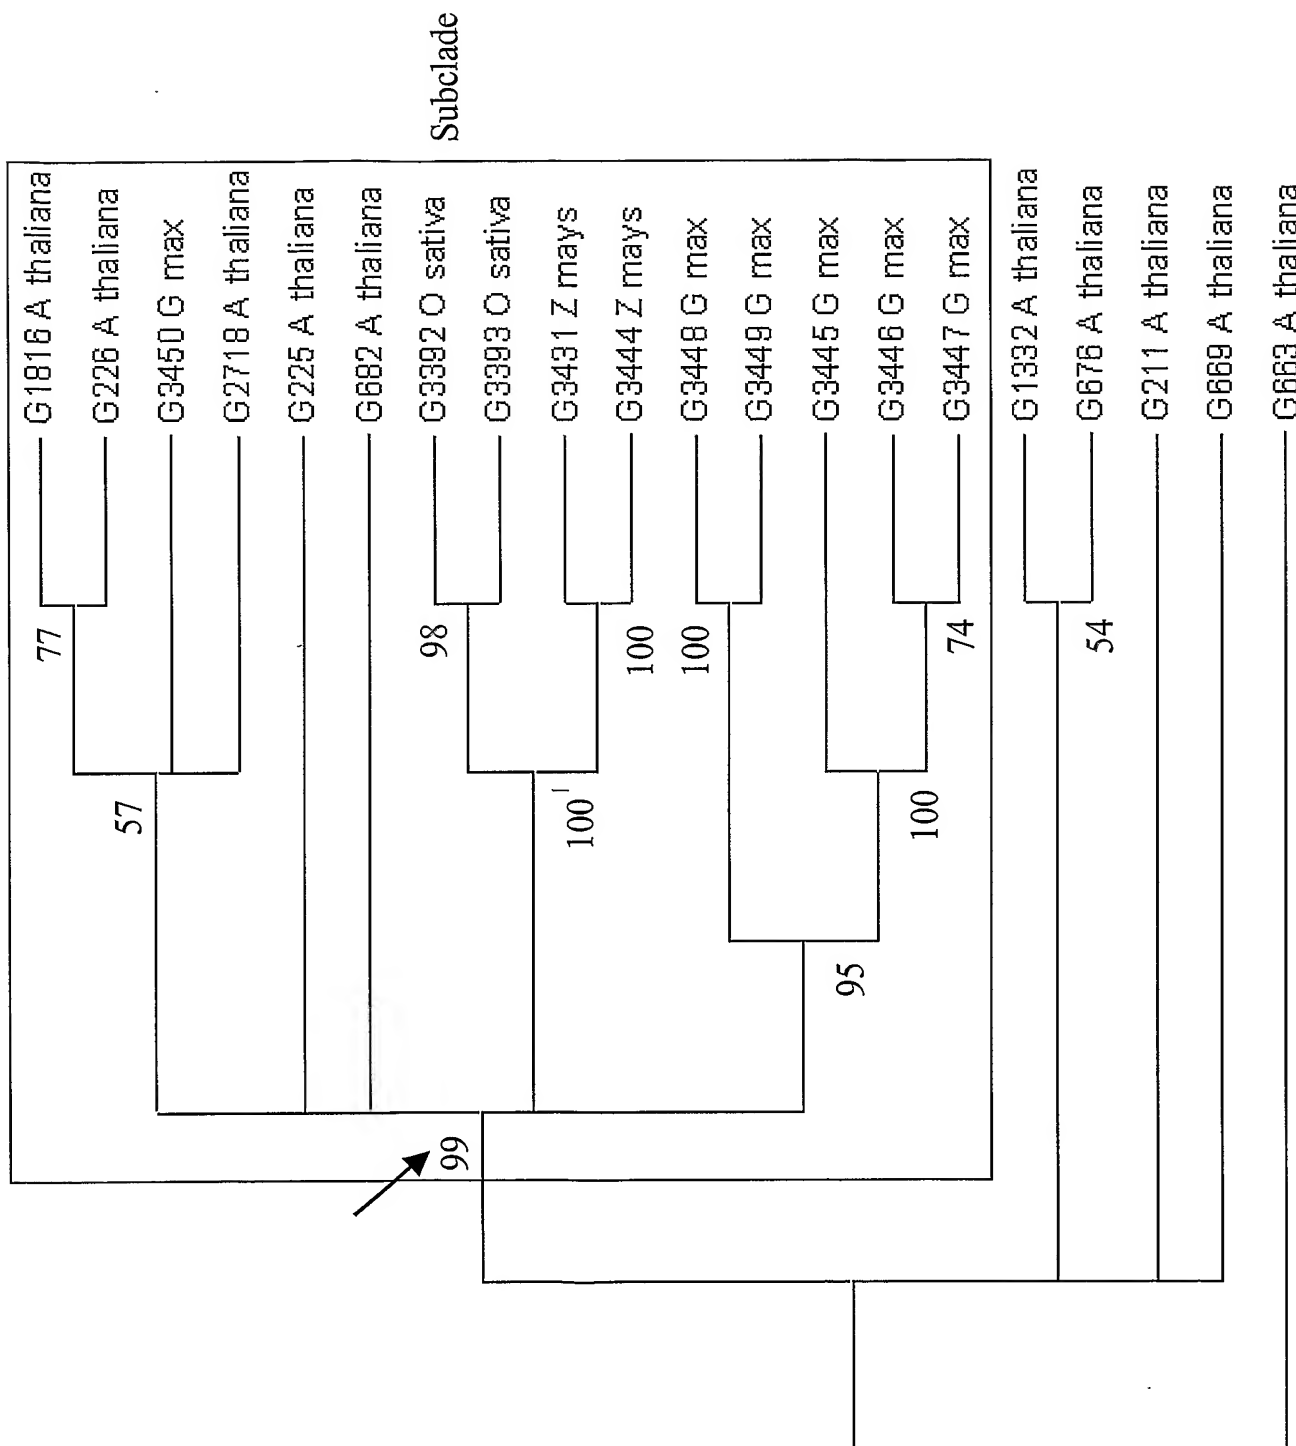 Subclade
G1816 A thaliana
G226 A thaliana
G3450 G max
G2718 A thaliana
G225 A thaliana
G682 A thaliana
G3392 O sativa
G3393 O sativa
G3431 Z mays
G3444 Z mays
G3448 G max
G3449 G max
G3445 G max
G3446 G max
G3447 G max
G1332 A thaliana
G676 A thaliana
G211 A thaliana
G669 A thaliana
G663 A thaliana
77
98
100
100
74
54
57
100
100
95
99